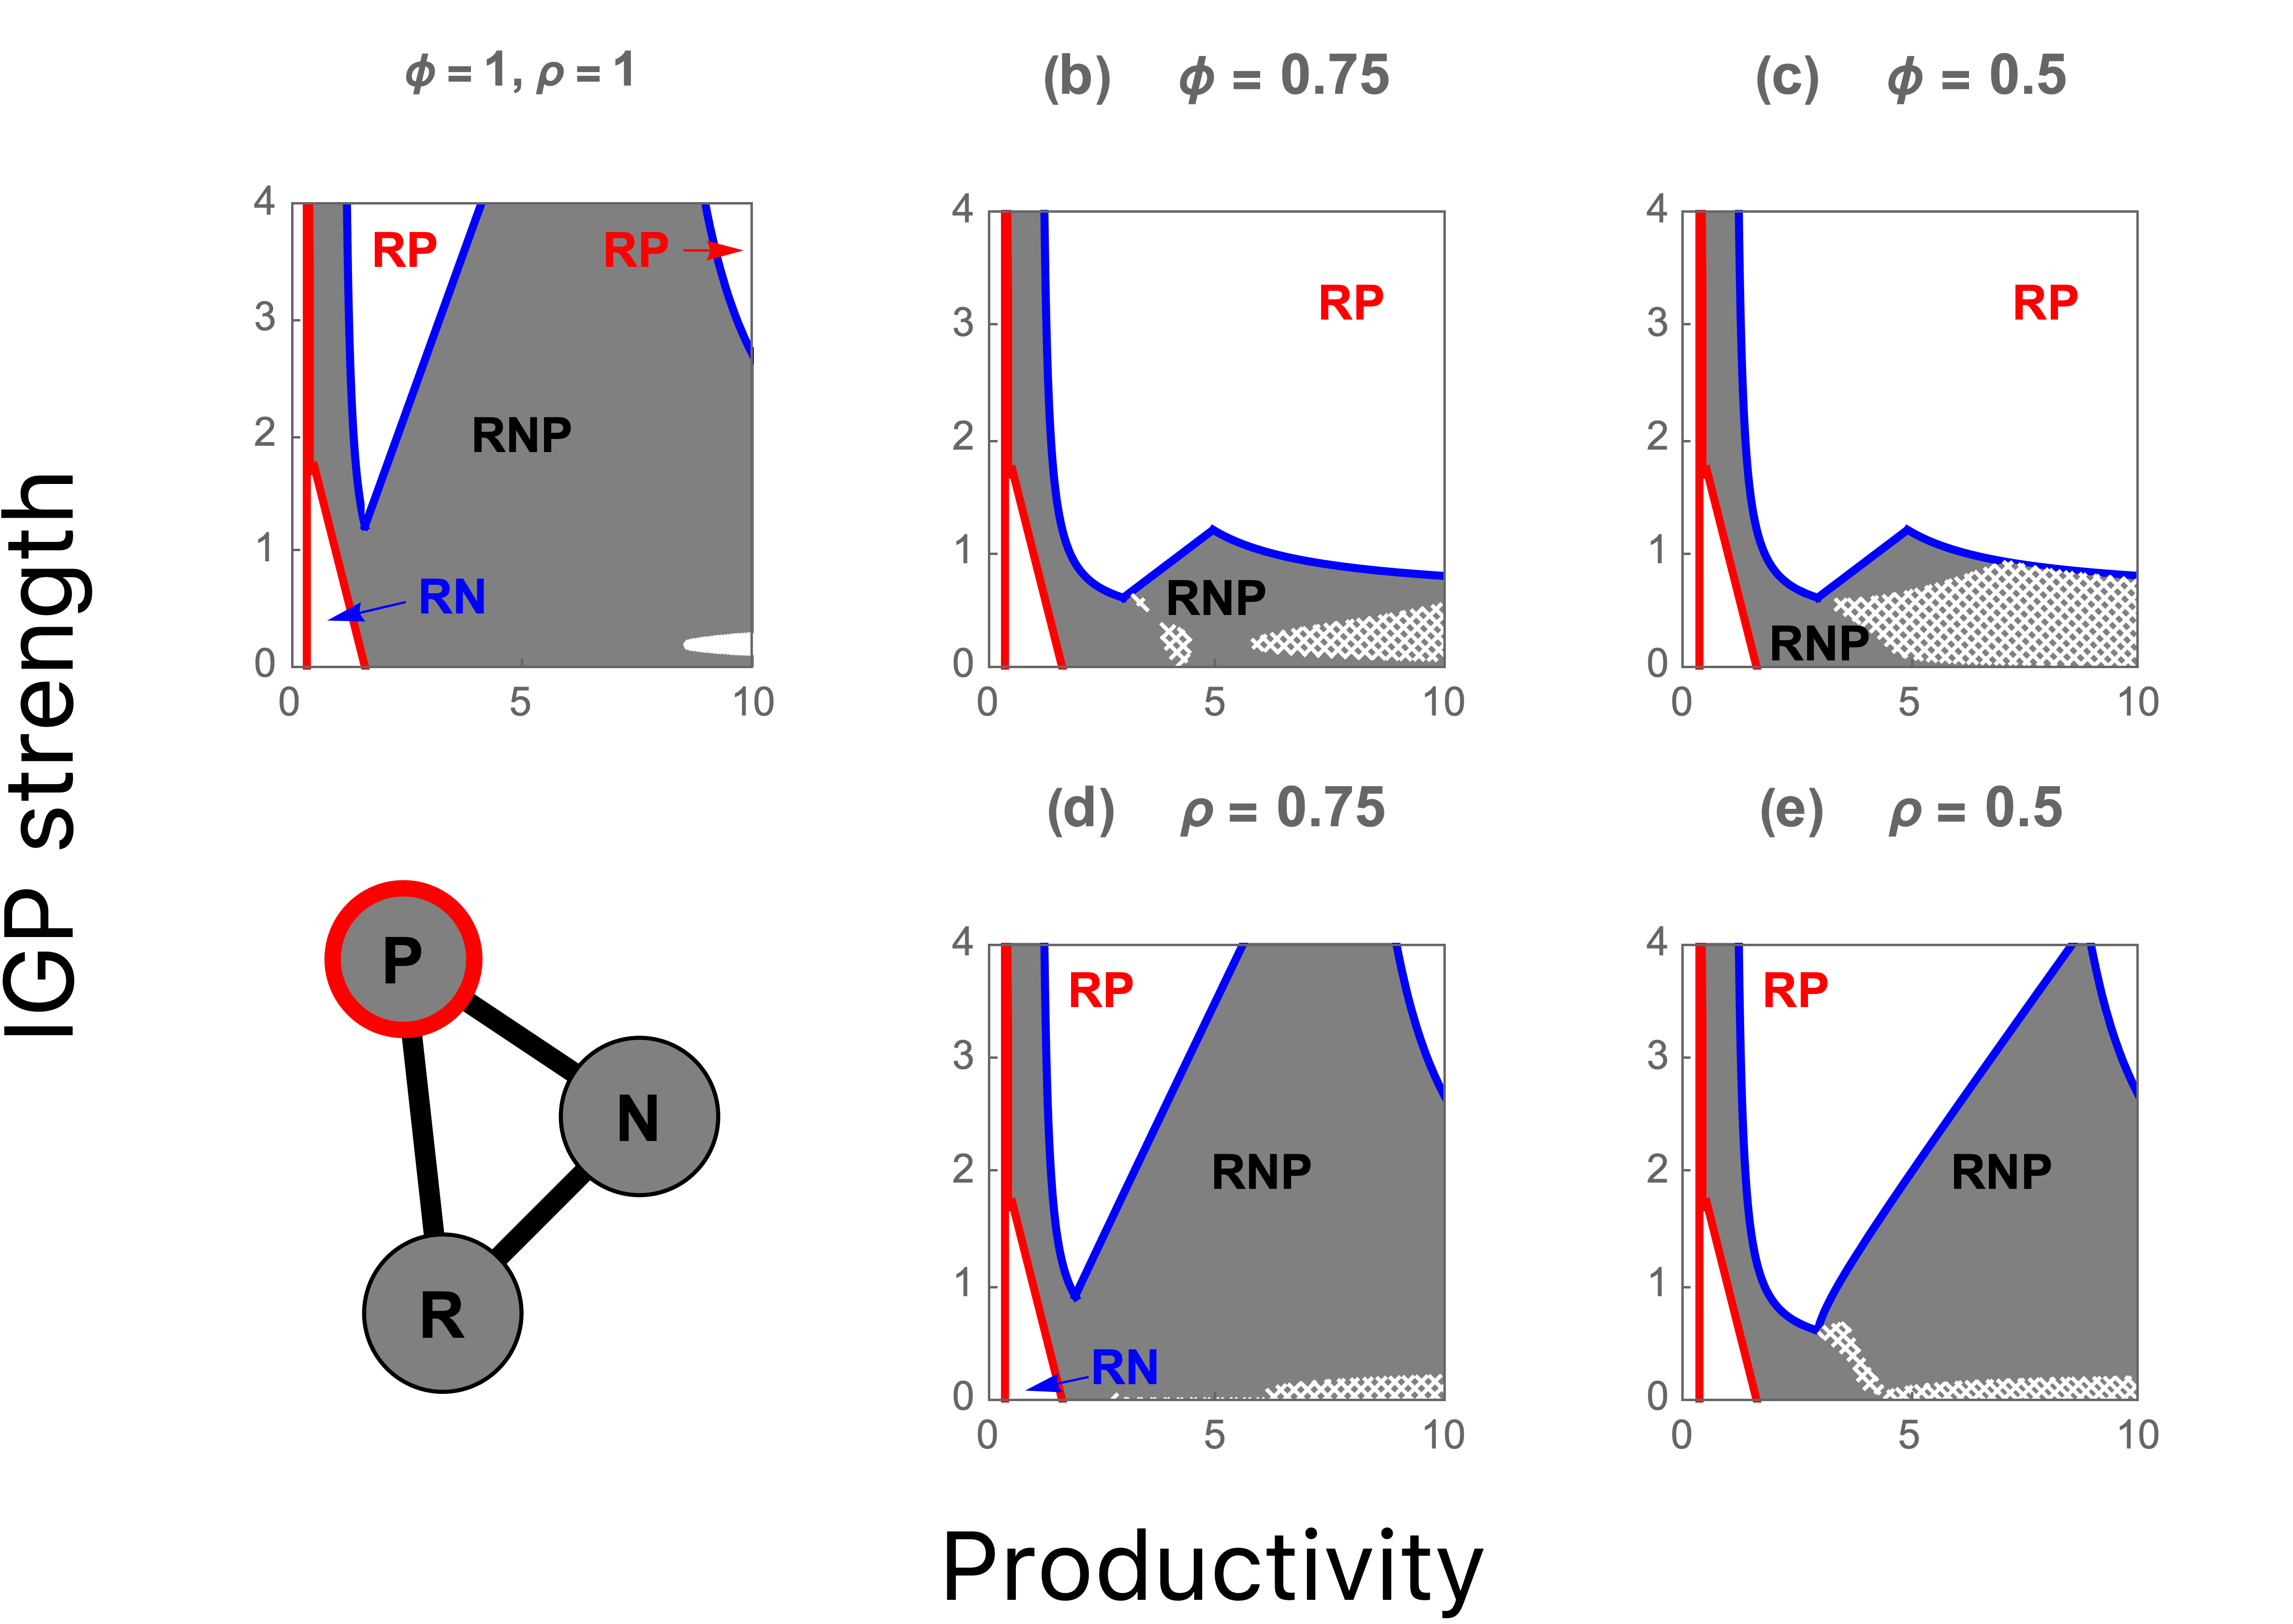 ϕ = 1, ρ = 1
(b) ϕ = 0.75
(c) ϕ = 0.5
IGP strength
4
3
2
1
0
0 5 10
RP
RP
RNP
RN
4
3
2
1
0
0 5 10
RP
RNP
4
3
2
1
0
0 5 10
RP
RNP
(d) ρ = 0.75
(e) ρ = 0.5
P
N
R
4
3
2
1
0
0 5 10
RP
RNP
RN
4
3
2
1
0
0 5 10
RP
RNP
Productivity